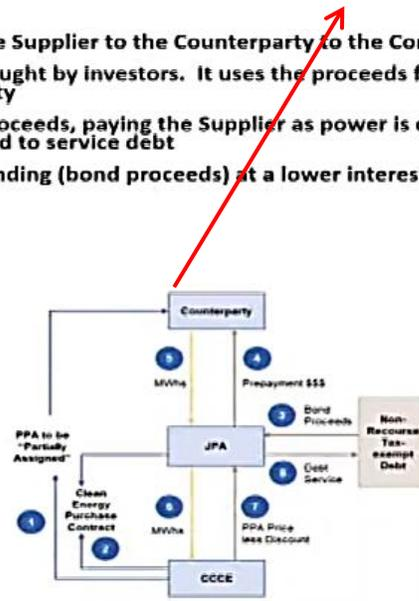 e Supplier to the Counterparty to the Co
ught by investors. It uses the proceeds f
ty
oceeds, paying the Supplier as power is
d to service debt
nding (bond proceeds) at a lower interes
Counterparty
5
4
MWhs
Prepayment $$$
3
Bond
Proceeds
Non-
Recourse
Tax-
exempt
Debt
PPA to be
"Partially
Assigned"
JPA
8
Debt
Service
Clean
Energy
Purchase
Contract
1
2
6
7
MWhs
PPA Price
less Discount
CCCE